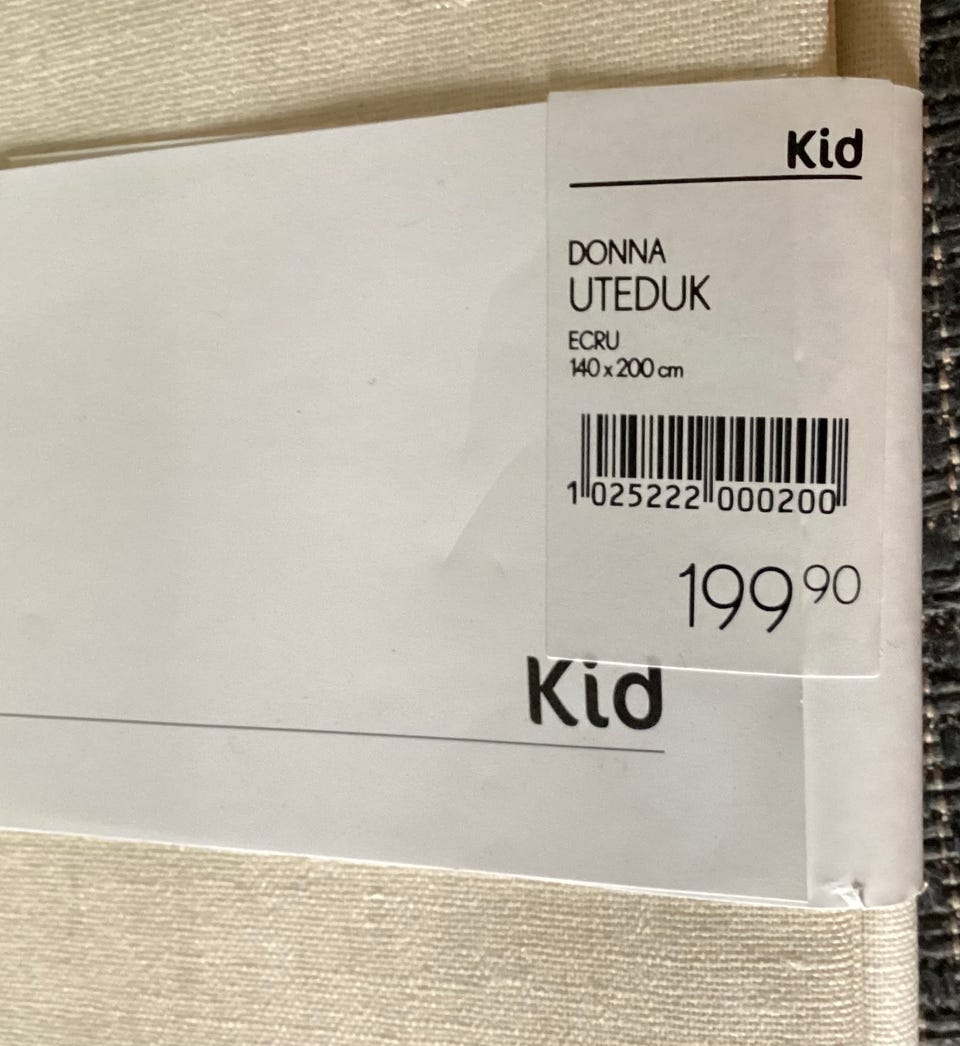 Kid
DONNA
UTEDUK
ECRU
140 x 200 cm
1 025222 000200
199 90
Kid